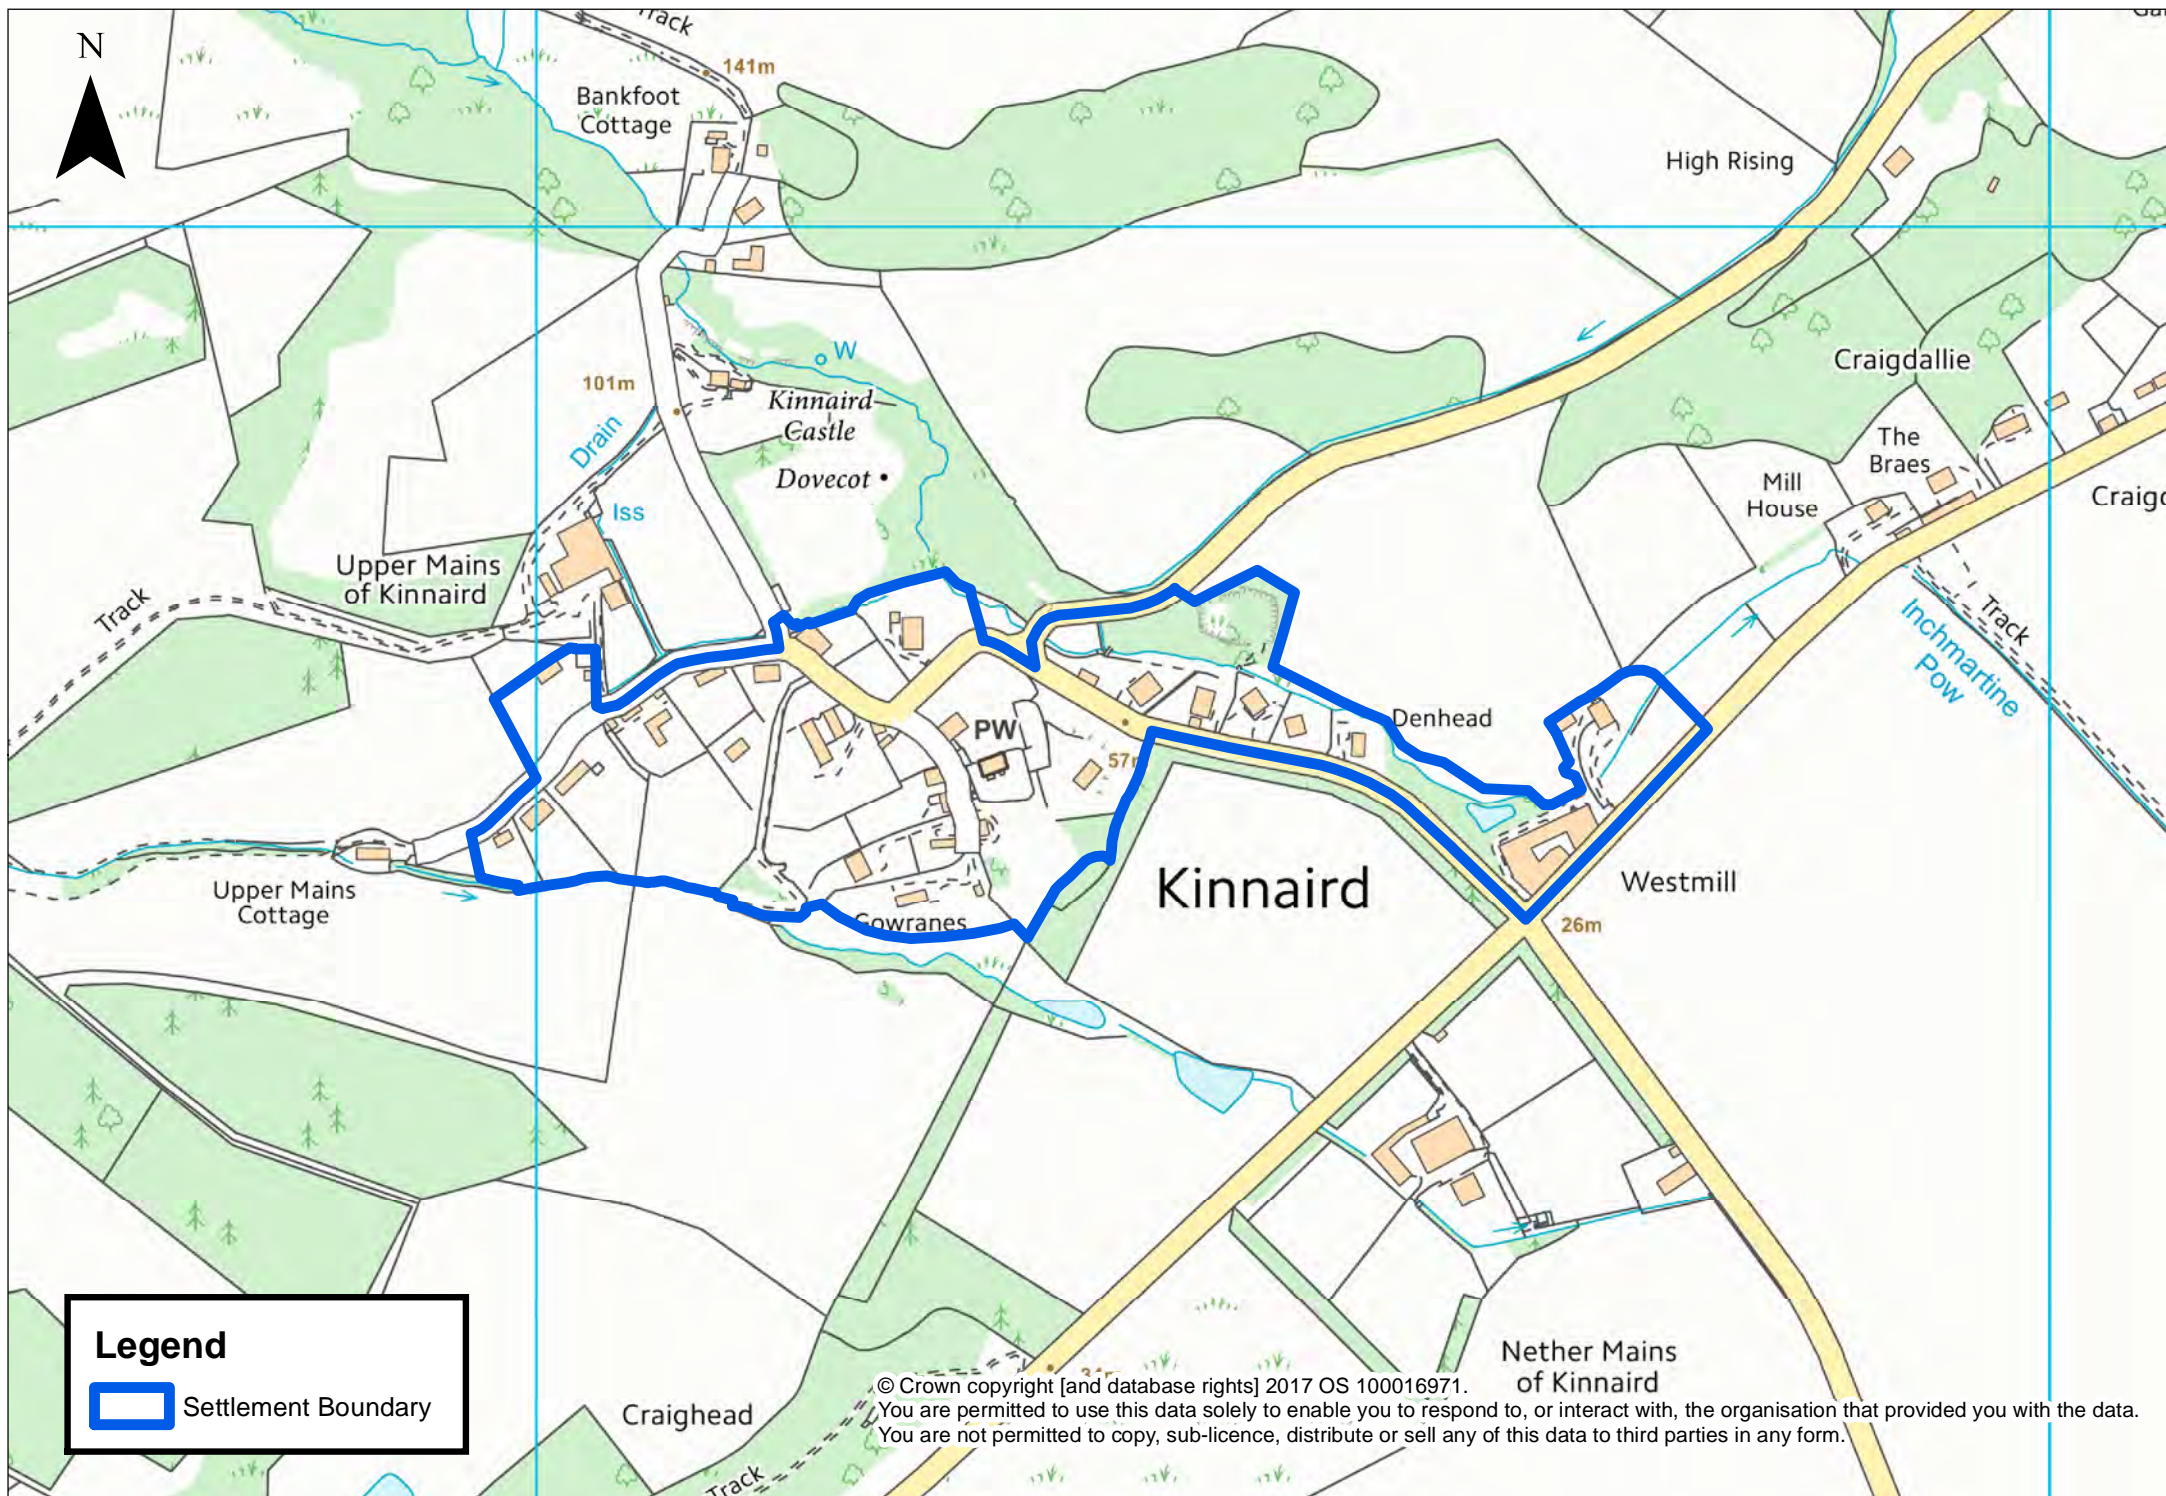 N
Track
141m
Bankfoot
Cottage
High Rising
W
Craigdallie
101m
Kinnaird
Castle
Drain
The
Braes
Dovecot
Mill
House
Iss
Upper Mains
of Kinnaird
Track
Track
Inchmartine
Pow
PW
Denhead
Kinnaird
Westmill
Upper Mains
Cottage
Gowranes
26m
Nether Mains
of Kinnaird
Craighead
Track
Legend
Settlement Boundary
© Crown copyright [and database rights] 2017 OS 100016971.
You are permitted to use this data solely to enable you to respond to, or interact with, the organisation that provided you with the data.
You are not permitted to copy, sub-licence, distribute or sell any of this data to third parties in any form.